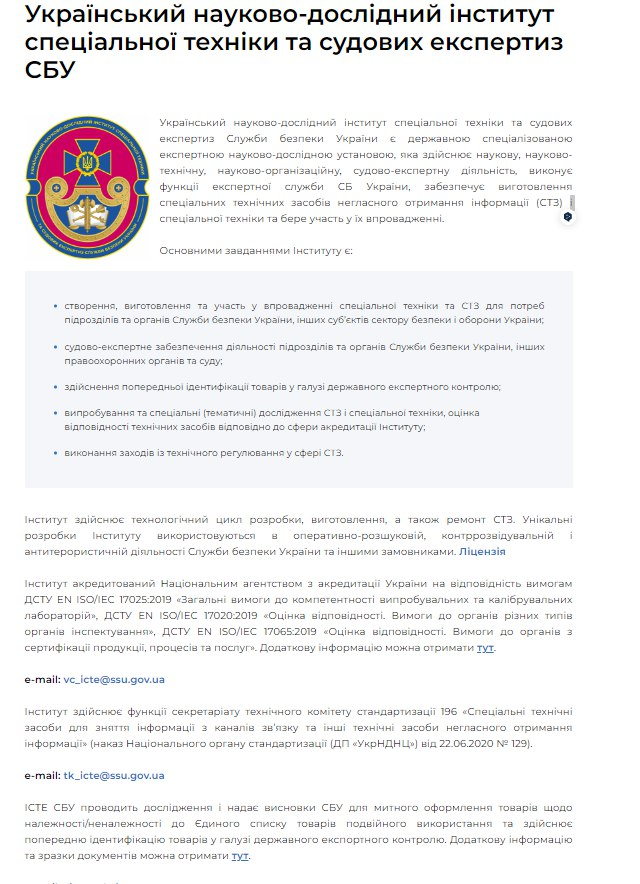 Український науково-дослідний інститут
спеціальної техніки та судових експертиз
СБУ
Український науково-дослідний інститут спеціальної техніки та судових
експертиз Служби безпеки України є державною спеціалізованою
експертною науково-дослідною установою, яка здійснює наукову, науково-
технічну, науково-організаційну, судово-експертну діяльність, виконує
функції експертної служби СБ України, забезпечує виготовлення
спеціальних технічних засобів негласного отримання інформації (СТЗ) і
спеціальної техніки та бере участь у їх впровадженні.
Основними завданнями Інституту є:
створення, виготовлення та участь у впровадженні спеціальної техніки та СТЗ для потреб
підрозділів та органів Служби безпеки України, інших суб'єктів сектору безпеки і оборони України;
судово-експертне забезпечення діяльності підрозділів та органів Служби безпеки України, інших
правоохоронних органів та суду;
здійснення попередньої ідентифікації товарів у галузі державного експортного контролю;
випробування та спеціальні (тематичні) дослідження СТЗ і спеціальної техніки, оцінка
відповідності технічних засобів відповідно до сфери акредитації Інституту;
виконання заходів із технічного регулювання у сфері СТЗ.
Інститут здійснює технологічний цикл розробки, виготовлення, а також ремонт СТЗ. Унікальні
розробки Інституту використовуються в оперативно-розшуковій, контррозвідувальній і
антитерористичній діяльності Служби безпеки України та іншими замовниками. Ліцензія
Інститут акредитований Національним агентством з акредитації України на відповідність вимогам
ДСТУ EN ISO/IEC 17025:2019 «Загальні вимоги до компетентності випробувальних та калібрувальних
лабораторій», ДСТУ EN ISO/IEC 17020:2019 «Оцінка відповідності. Вимоги до органів різних типів
органів інспектування», ДСТУ EN ISO/IEC 17065:2019 «Оцінка відповідності. Вимоги до органів з
сертифікації продукції, процесів та послуг». Додаткову інформацію можна отримати тут.
e-mail: vc_icte@ssu.gov.ua
Інститут здійснює функції секретаріату технічного комітету стандартизації 196 «Спеціальні технічні
засоби для зняття інформації з каналів зв'язку та інші технічні засоби негласного отримання
інформації» (наказ Національного органу стандартизації (ДП «УкрНДНЦ») від 22.06.2020 № 129).
e-mail: tk_icte@ssu.gov.ua
ІСТЕ СБУ проводить дослідження і надає висновки СБУ для митного оформлення товарів щодо
належності/неналежності до Єдиного списку товарів подвійного використання та здійснює
попередню ідентифікацію товарів у галузі державного експортного контролю. Додаткову інформацію
та зразки документів можна отримати тут.